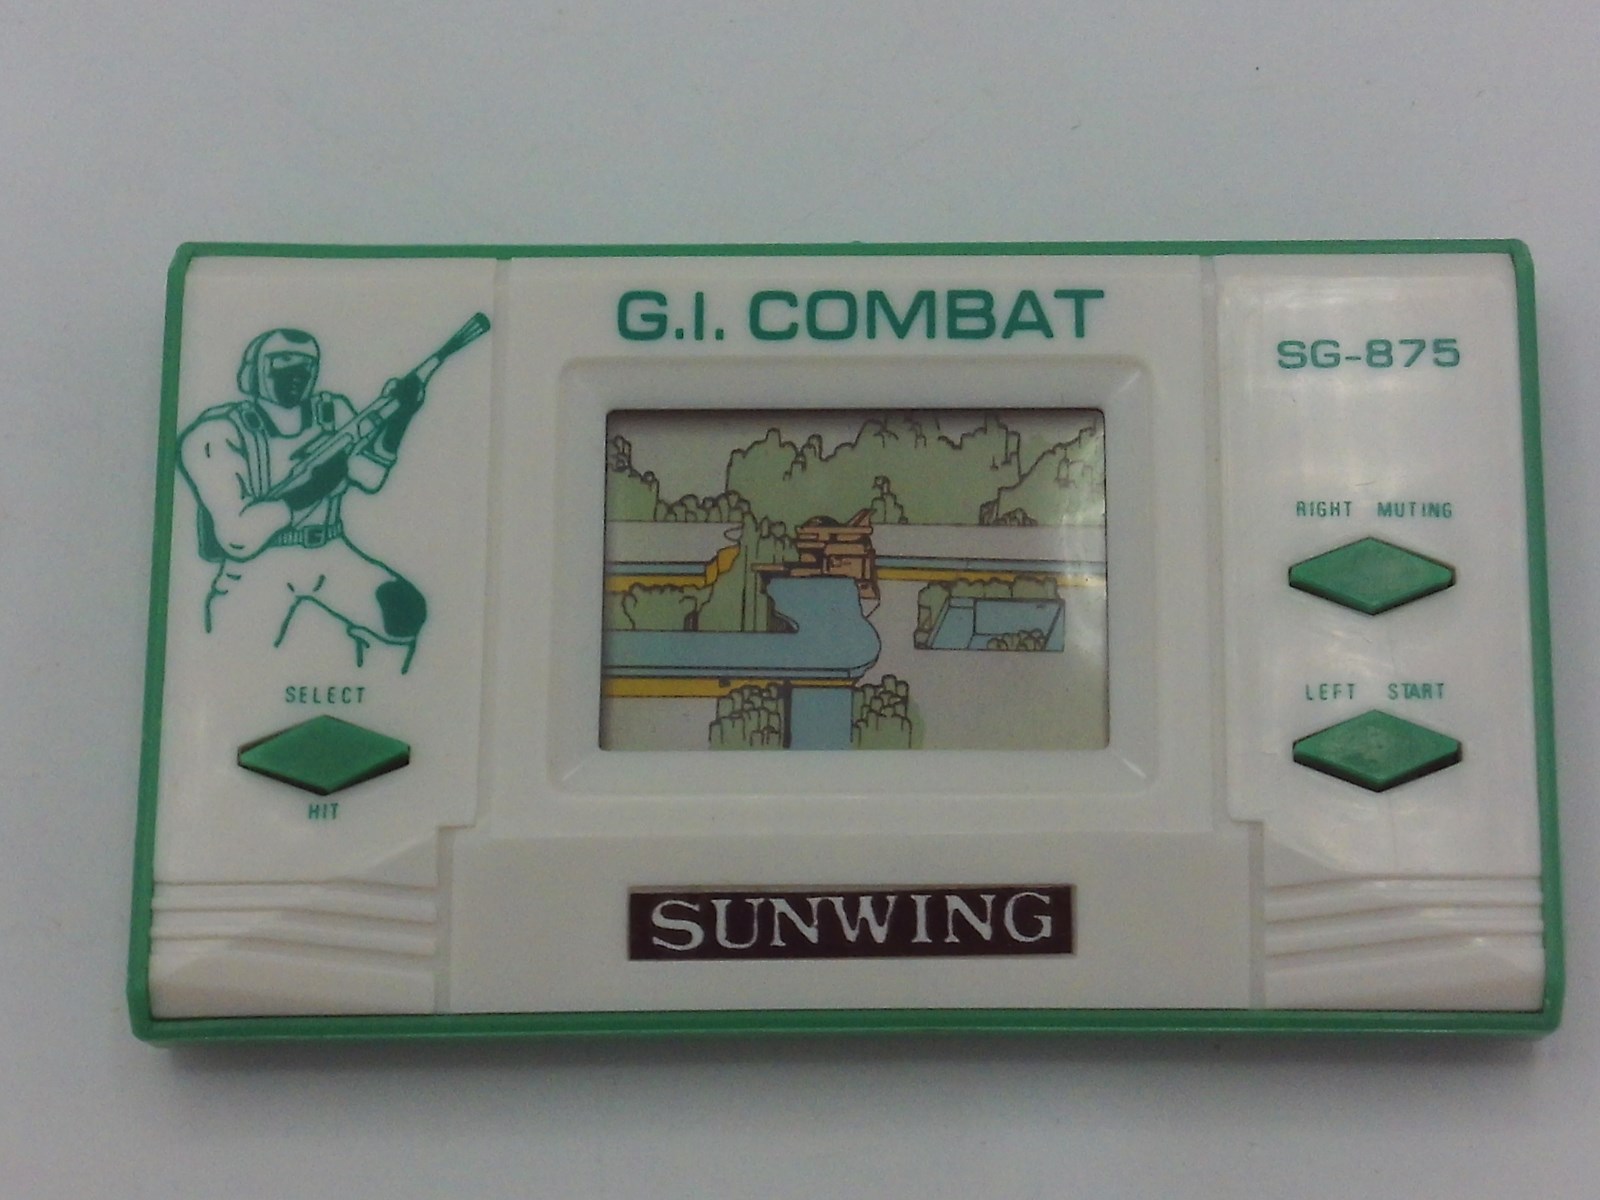 G.I. COMBAT
SG-875
RIGHT MUTING
LEFT START
SELECT
HIT
SUNWING